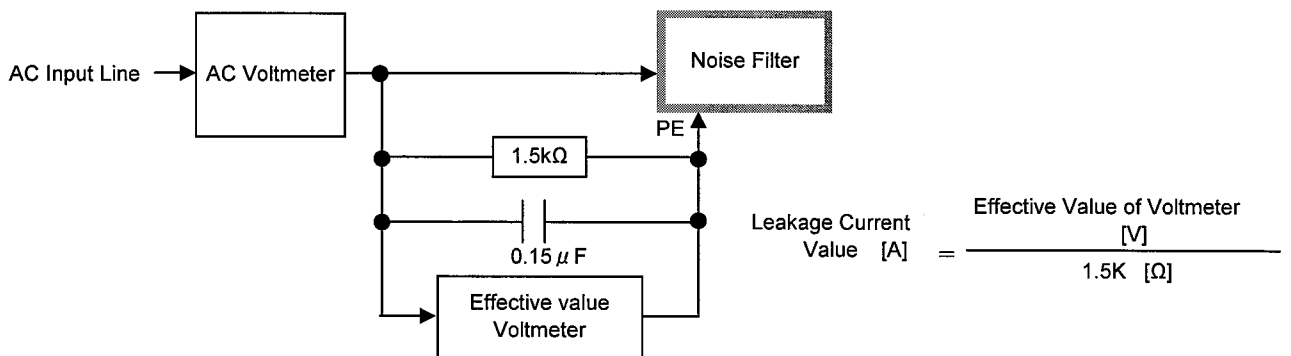 AC Input Line
AC Voltmeter
Noise Filter
PE
1.5kΩ
0.15 μ F
Effective value
Voltmeter
Leakage Current
Value [A]
=
Effective Value of Voltmeter
[V]
1.5K [Ω]